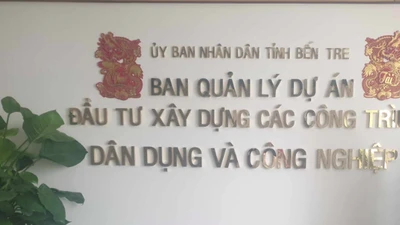 ỦY BAN NHÂN DÂN TỈNH BẾN TRE
BAN QUẢN LÝ DỰ ÁN
ĐẦU TƯ XÂY DỰNG CÁC CÔNG TRÌ
DÂN DỤNG VÀ CÔNG NGHIỆP